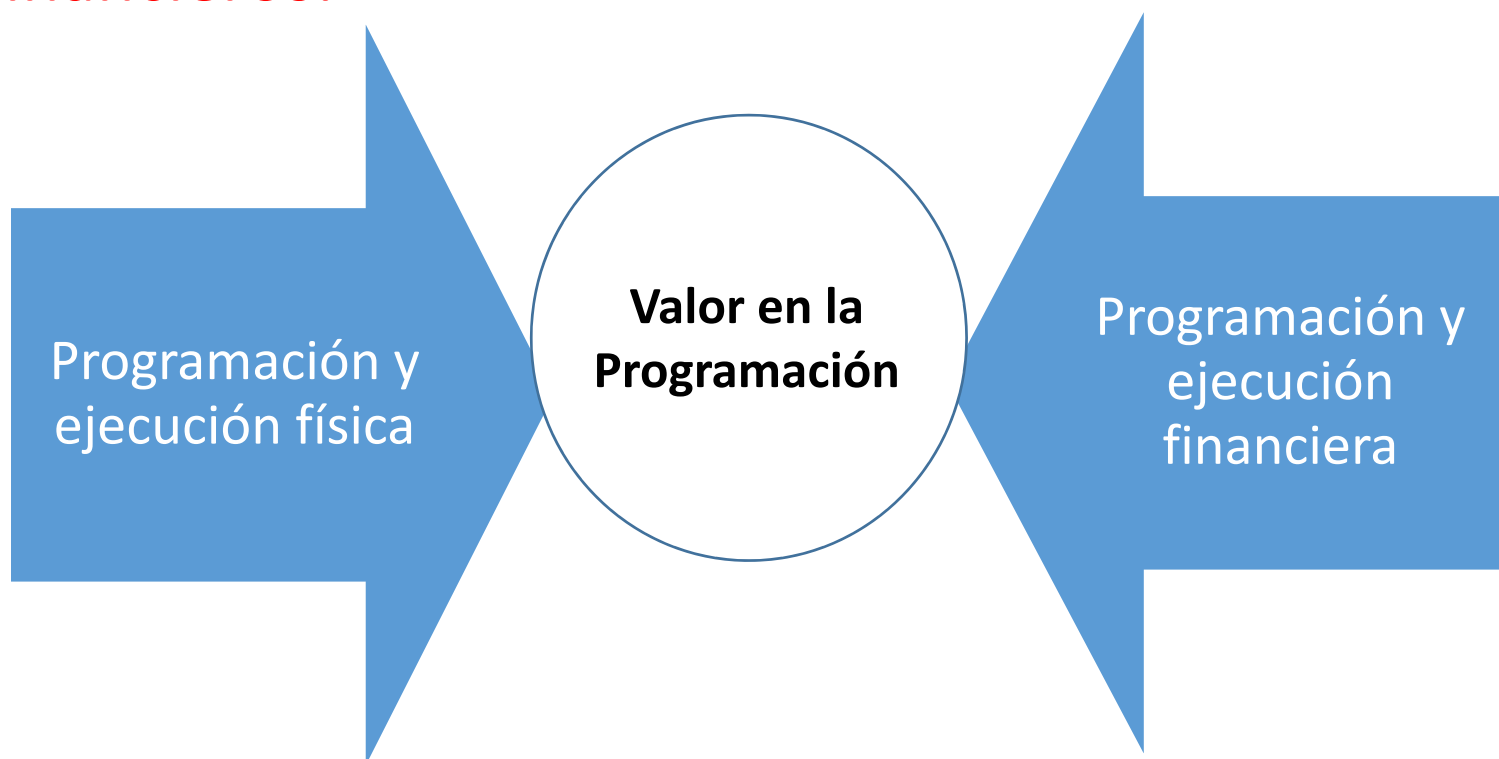 Programación y
ejecución física
Valor en la
Programación
Programación y
ejecución
financiera